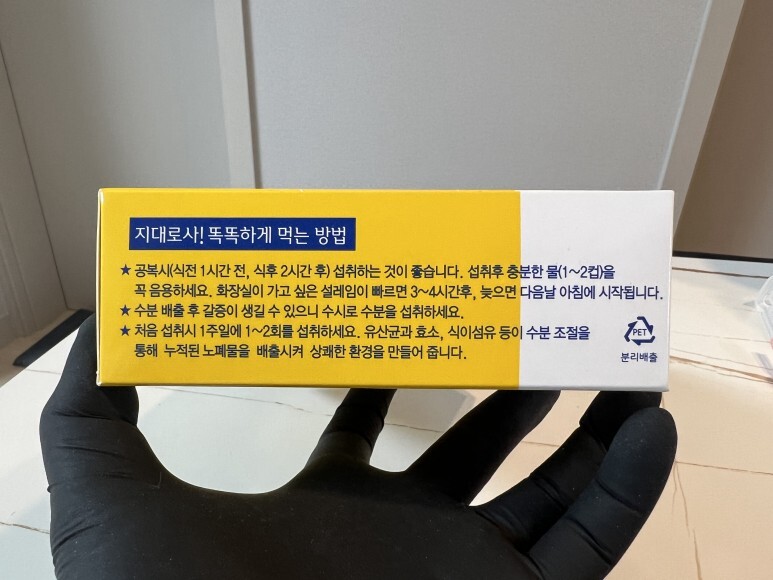 지대로사! 똑똑하게 먹는 방법
★ 공복시(식전 1시간 전, 식후 2시간 후) 섭취하는 것이 좋습니다. 섭취후 충분한 물(1~2컵)을
꼭 음용하세요. 화장실이 가고 싶은 설레임이 빠르면 3~4시간후, 늦으면 다음날 아침에 시작됩니다.
★ 수분 배출 후 갈증이 생길 수 있으니 수시로 수분을 섭취하세요.
★ 처음 섭취시 1주일에 1~2회를 섭취하세요. 유산균과 효소, 식이섬유 등이 수분 조절을
통해 누적된 노폐물을 배출시켜 상쾌한 환경을 만들어 줍니다.
PET
분리배출